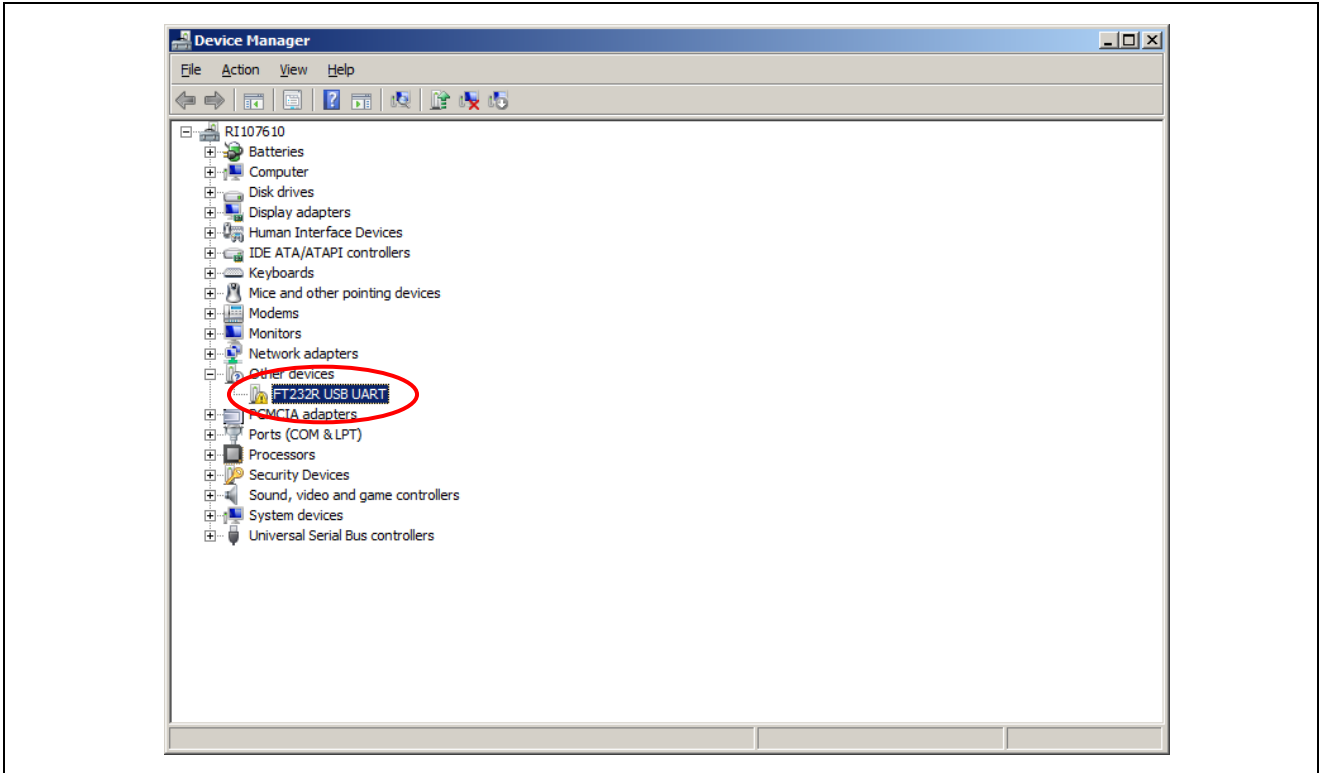 Device Manager
File Action View Help
RI107610
Batteries
Computer
Disk drives
Display adapters
Human Interface Devices
IDE ATA/ATAPI controllers
Keyboards
Mice and other pointing devices
Modems
Monitors
Network adapters
Other devices
FT232R USB UART
PCMCIA adapters
Ports (COM & LPT)
Processors
Security Devices
Sound, video and game controllers
System devices
Universal Serial Bus controllers